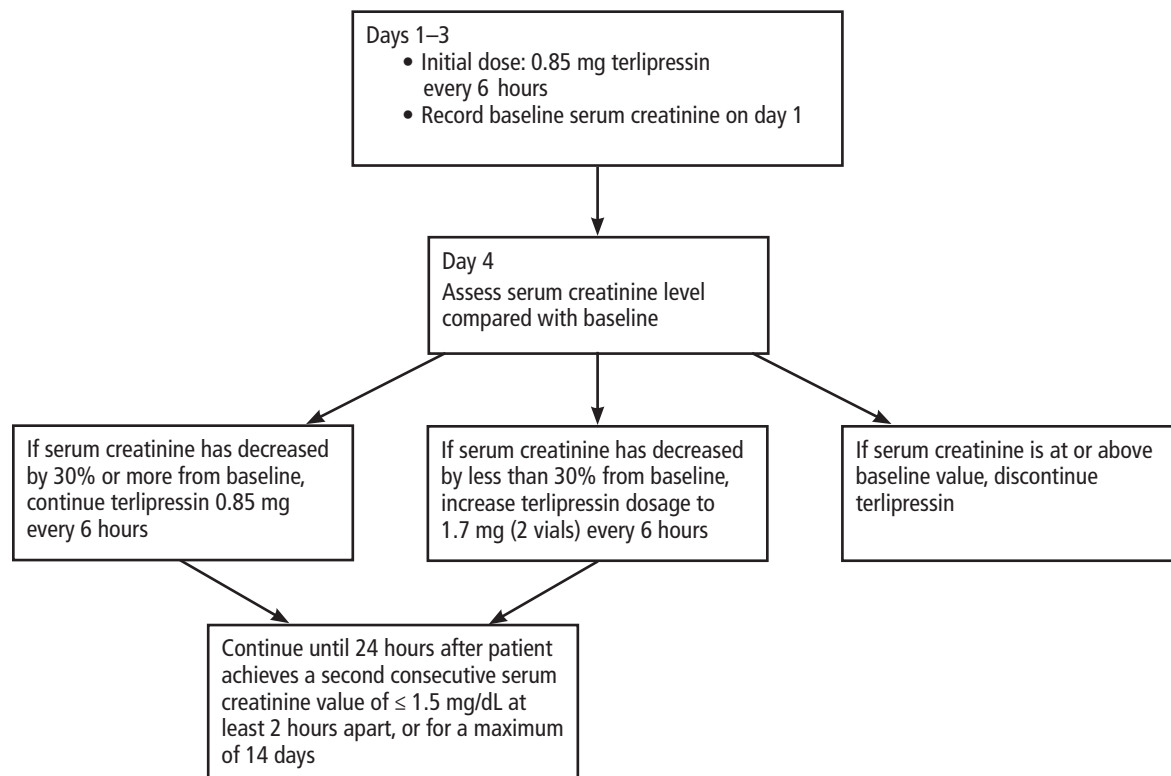 Days 1–3
• Initial dose: 0.85 mg terlipressin
every 6 hours
• Record baseline serum creatinine on day 1
Day 4
Assess serum creatinine level
compared with baseline
If serum creatinine has decreased
by 30% or more from baseline,
continue terlipressin 0.85 mg
every 6 hours
If serum creatinine has decreased
by less than 30% from baseline,
increase terlipressin dosage to
1.7 mg (2 vials) every 6 hours
If serum creatinine is at or above
baseline value, discontinue
terlipressin
Continue until 24 hours after patient
achieves a second consecutive serum
creatinine value of ≤ 1.5 mg/dL at
least 2 hours apart, or for a maximum
of 14 days